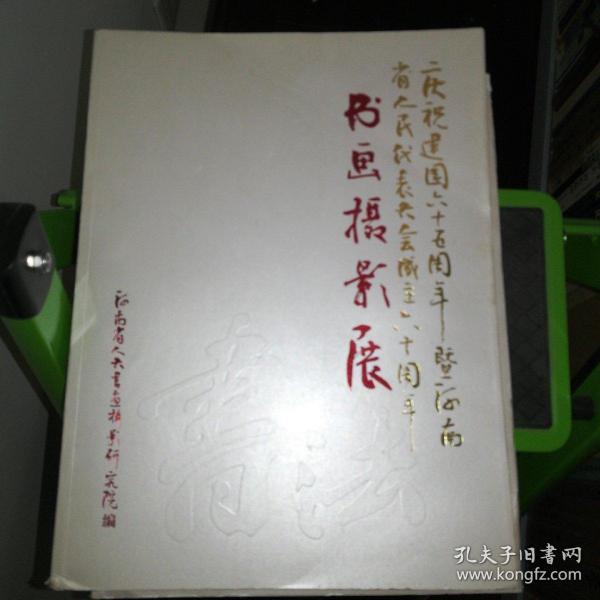 庆祝建国六十五周年暨河南
省人民代表大会成立六十周年
书画摄影展
河南省人大书画摄影研究院编
書法
孔夫子旧书网
www.kongfz.com